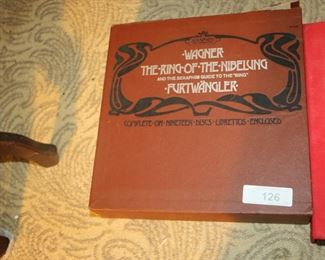 ·WAGNER·
THE·RING·OF·THE·NIBELUNG
AND THE SERAPHIM GUIDE TO THE "RING"
·FURTWÄNGLER·
COMPLETE·ON·NINETEEN·DISCS·LIBRETTOS·ENCLOSED
126